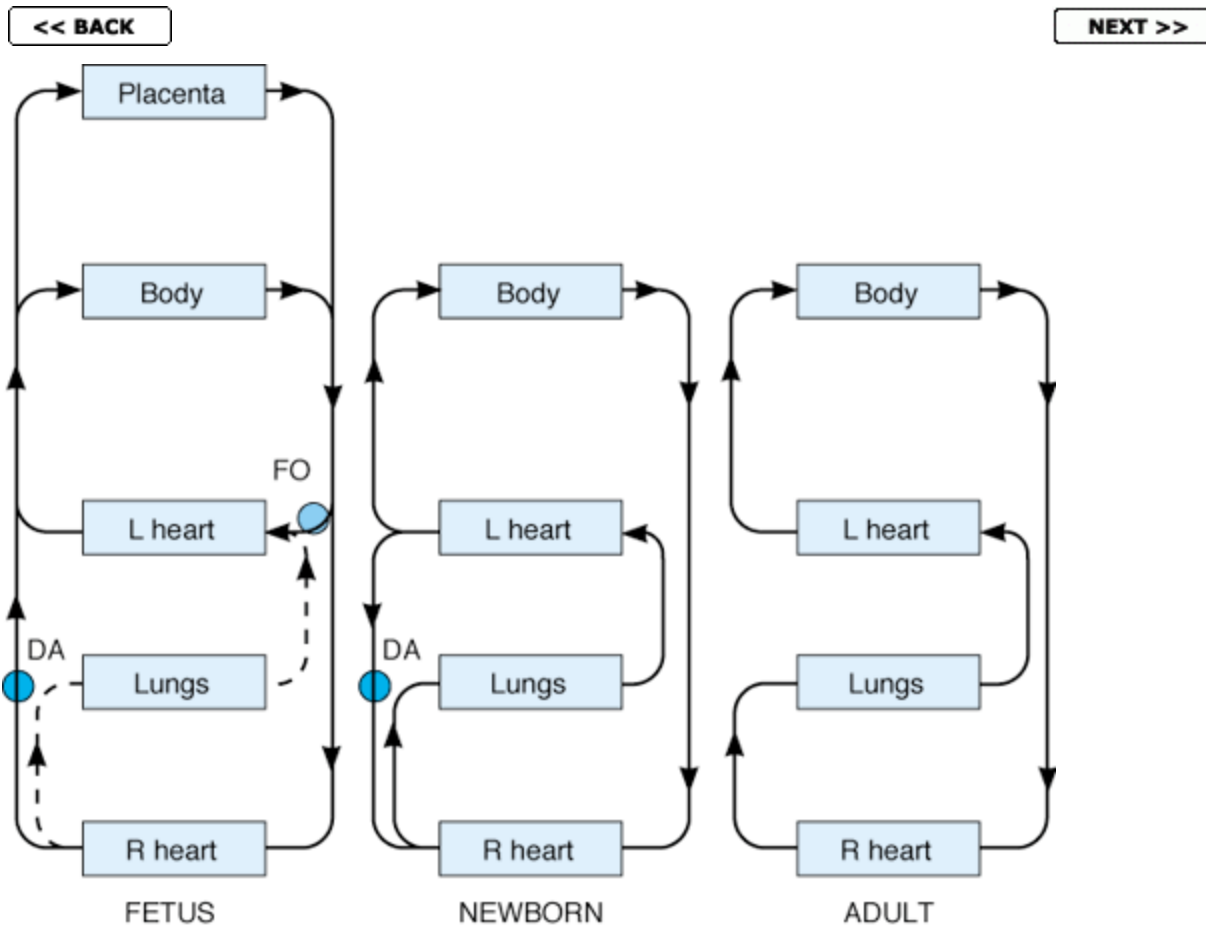 << BACK
NEXT >>
Placenta
Body
Body
Body
FO
L heart
L heart
L heart
DA
DA
Lungs
Lungs
Lungs
R heart
R heart
R heart
FETUS
NEWBORN
ADULT